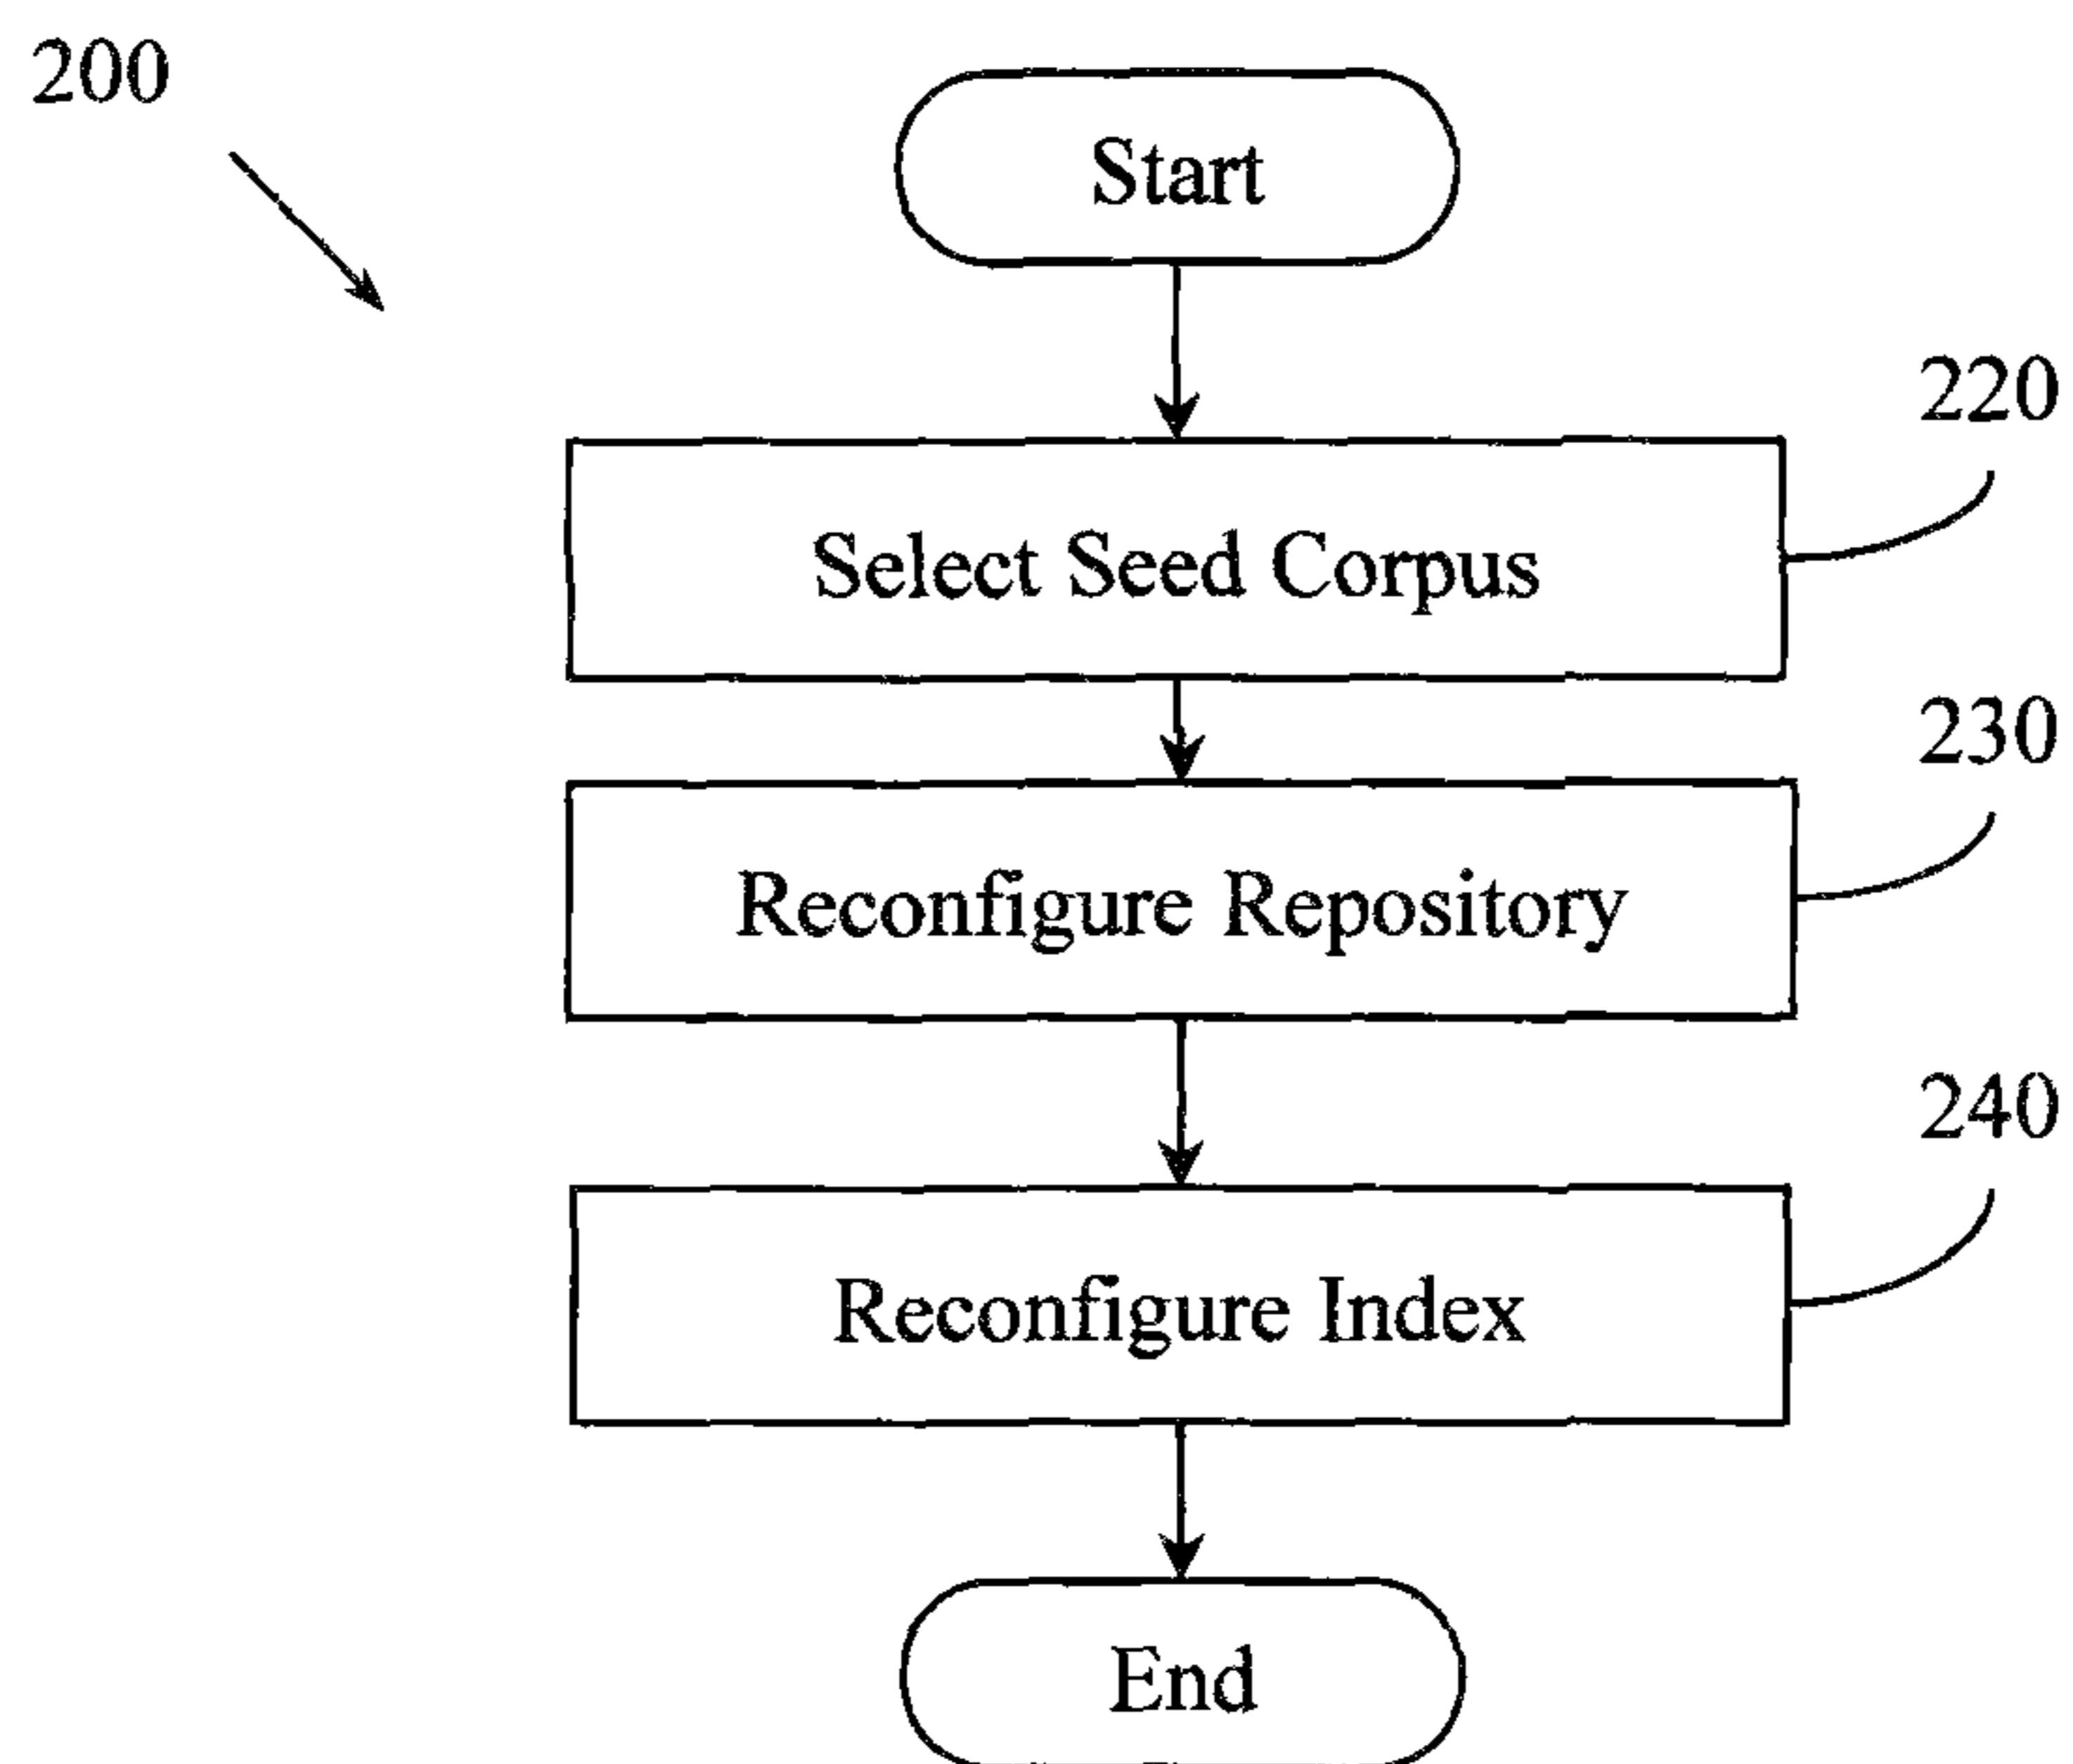 200
Start
220
Select Seed Corpus
230
Reconfigure Repository
240
Reconfigure Index
End